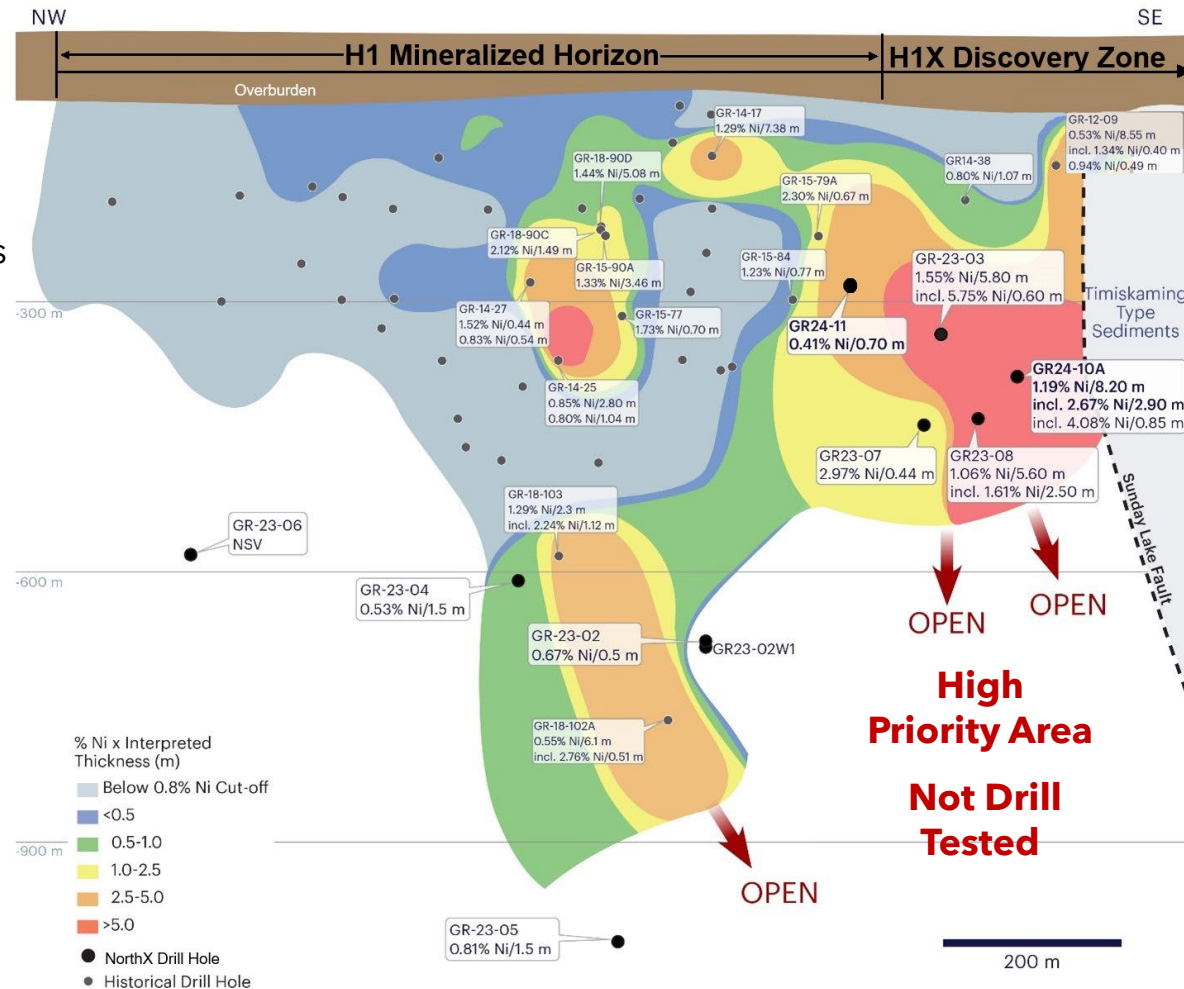 NW
SE
H1 Mineralized Horizon
H1X Discovery Zone
Overburden
GR-14-17
1.29% Ni/7.38 m
GR-12-09
0.53% Ni/8.55 m
incl. 1.34% Ni/0.40 m
0.94% Ni/0.49 m
GR-18-90D
1.44% Ni/5.08 m
GR14-38
0.80% Ni/1.07 m
GR-15-79A
2.30% Ni/0.67 m
GR-18-90C
2.12% Ni/1.49 m
s
GR-15-90A
1.33% Ni/3.46 m
GR-15-84
1.23% Ni/0.77 m
GR-23-03
1.55% Ni/5.80 m
incl. 5.75% Ni/0.60 m
Timiskaming
Type
Sediments
-300 m
GR-14-27
1.52% Ni/0.44 m
0.83% Ni/0.54 m
GR-15-77
1.73% Ni/0.70 m
GR24-11
0.41% Ni/0.70 m
GR24-10A
1.19% Ni/8.20 m
incl. 2.67% Ni/2.90 m
incl. 4.08% Ni/0.85 m
GR-14-25
0.85% Ni/2.80 m
0.80% Ni/1.04 m
GR23-07
2.97% Ni/0.44 m
GR23-08
1.06% Ni/5.60 m
incl. 1.61% Ni/2.50 m
Sunday Lake Fault
GR-18-103
1.29% Ni/2.3 m
incl. 2.24% Ni/1.12 m
GR-23-06
NSV
-600 m
GR-23-04
0.53% Ni/1.5 m
OPEN
OPEN
GR-23-02
0.67% Ni/0.5 m
GR23-02W1
High
Priority Area
Not Drill
Tested
GR-18-102A
0.55% Ni/6.1 m
incl. 2.76% Ni/0.51 m
% Ni x Interpreted
Thickness (m)
Below 0.8% Ni Cut-off
<0.5
0.5-1.0
-900 m
1.0-2.5
2.5-5.0
>5.0
NorthX Drill Hole
Historical Drill Hole
OPEN
GR-23-05
0.81% Ni/1.5 m
200 m